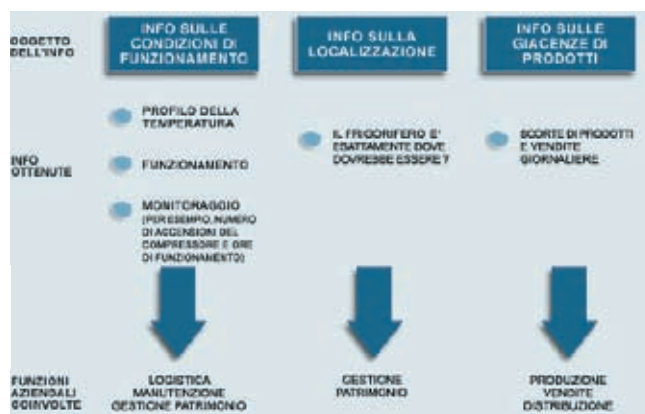 OGGETTO
DELL'INFO
INFO SULLE
CONDIZIONI DI
FUNZIONAMENTO
INFO SULLA
LOCALIZZAZIONE
INFO SULLE
GIACENZE DI
PRODOTTI
INFO
OTTENUTE
PROFILO DELLA
TEMPERATURA
FUNZIONAMENTO
MONITORAGGIO
(PER ESEMPIO, NUMERO
DI ACCENSIONI DEL
COMPRESSORE E ORE
DI FUNZIONAMENTO)
IL FRIGORIFERO E'
ESATTAMENTE DOVE
DOVREBBE ESSERE ?
SCORTE DI PRODOTTI
E VENDITE
GIORNALIERE
FUNZIONI
AZIENDALI
COINVOLTE
LOGISTICA
MANUTENZIONE
GESTIONE PATRIMONIO
GESTIONE
PATRIMONIO
PRODUZIONE
VENDITE
DISTRIBUZIONE